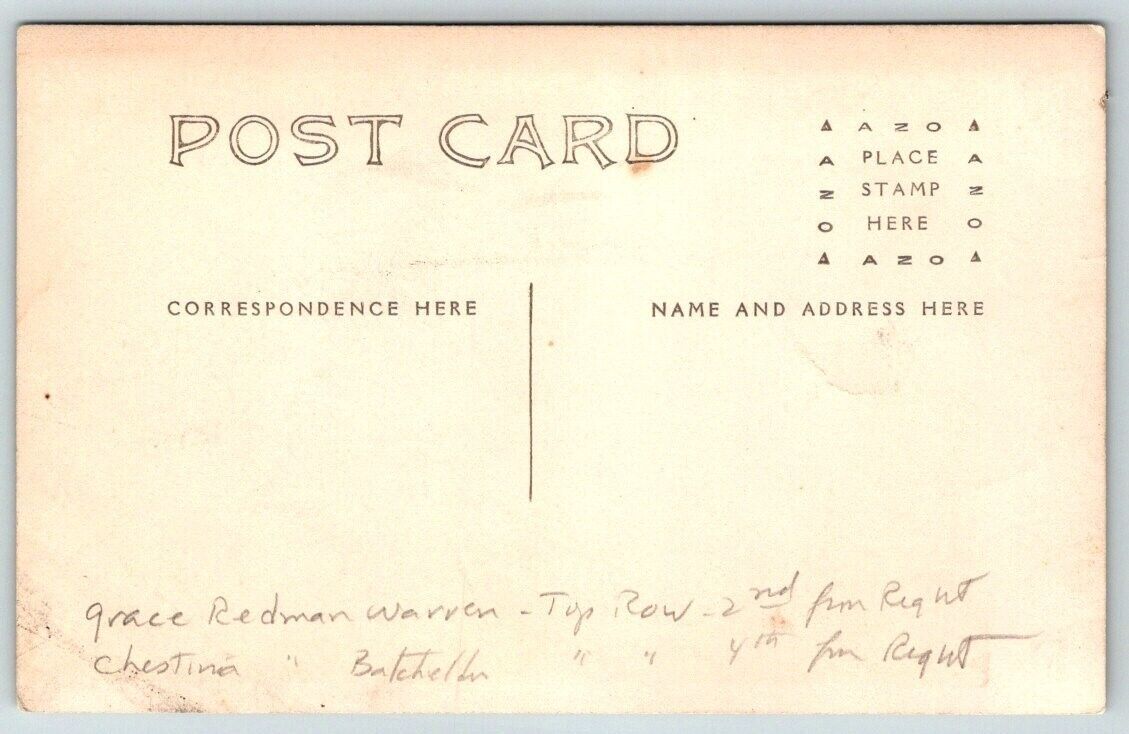 POST CARD
▲ AZO ▲
A PLACE A
N STAMP N
O HERE O
▲ AZO ▲
CORRESPONDENCE HERE
NAME AND ADDRESS HERE
Grace Redman Warren - Top Row - 2nd from Right
Chestina " Batchelder " " 4th from Right